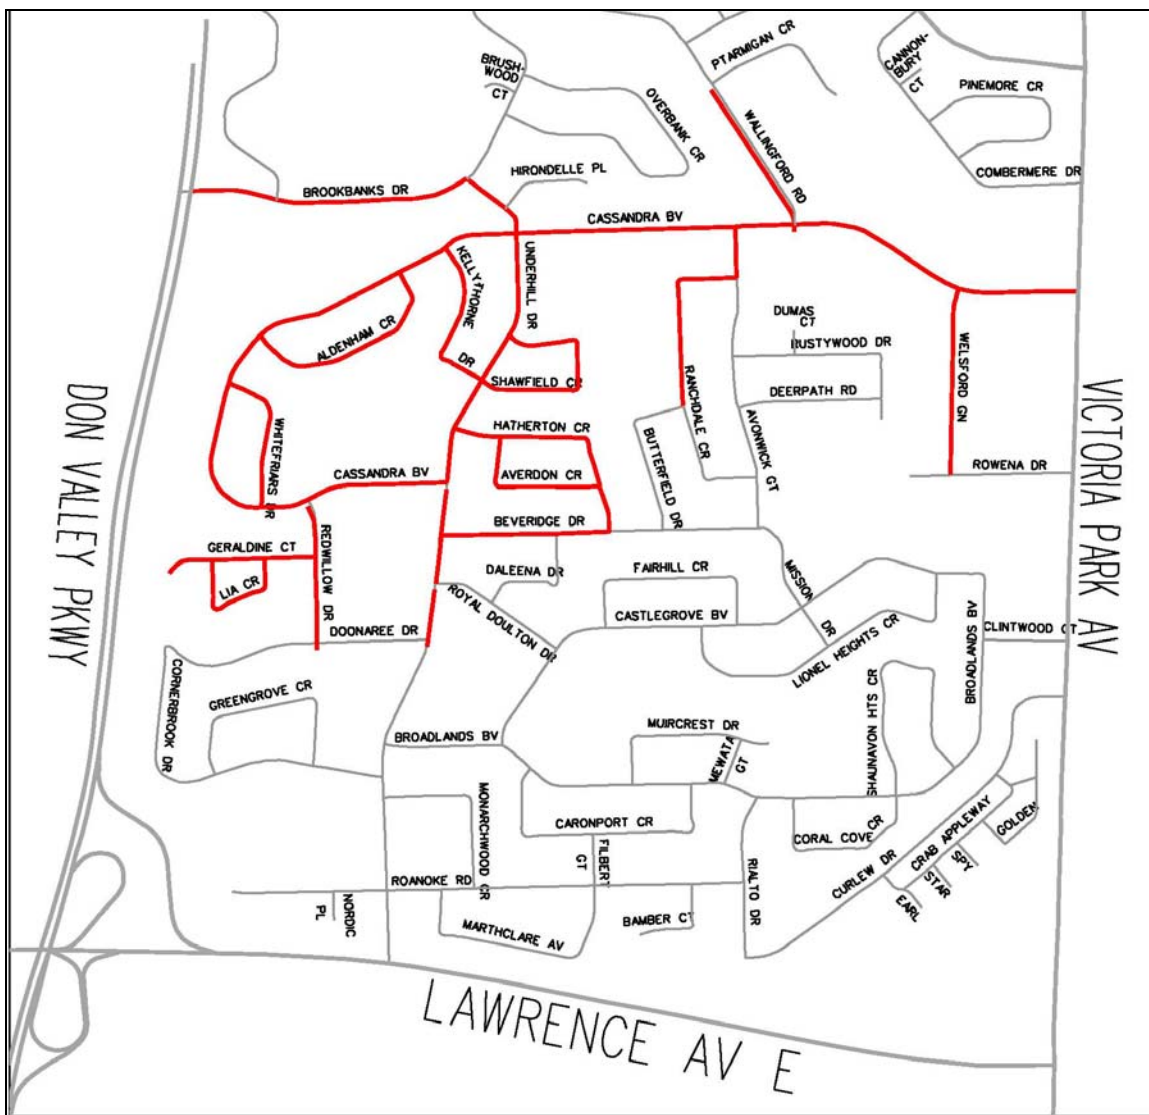 PTARMIGAN CR
CANNON-
BURY
CT
BRUSH-
WOOD
CT
PINEMORE CR
OVERBANK CR
WALLINGFORD RD
HIRONDELLE PL
COMBERMERE DR
BROOKBANKS DR
CASSANDRA BV
KELLYTHORNE
DR
UNDERHILL DR
DUMAS
CT
RUSTYWOOD DR
ALDENHAM CR
WELSFORD GN
SHAWFIELD CR
RANCHDALE CR
DEERPATH RD
DON VALLEY PKWY
VICTORIA PARK AV
WHITEFRIARS DR
HATHERTON CR
BUTTERFIELD DR
AVONWICK GT
CASSANDRA BV
AVERDON CR
ROWENA DR
BEVERIDGE DR
REDWILLOW DR
GERALDINE CT
LIA CR
DALEENA DR
FAIRHILL CR
MISSION
DR
ROYAL DOULTON DR
CASTLEGROVE BV
DOONAREE DR
LIONEL HEIGHTS CR
BROADLANDS BV
CLINTWOOD GT
CORNERBROOK DR
GREENGROVE CR
SHAUNAVON HTS CR
MUIRCREST DR
BROADLANDS BV
MEWATA
GT
MONARCHWOOD CR
CARONPORT CR
CORAL COVE CR
CRAB APPLEWAY
GOLDEN
FILBERT
GT
RIALTO DR
CURLEW DR
SPY
STAR
EARL
ROANOKE RD
NORDIC
PL
MARTHCLARE AV
BAMBER CT
LAWRENCE AV E